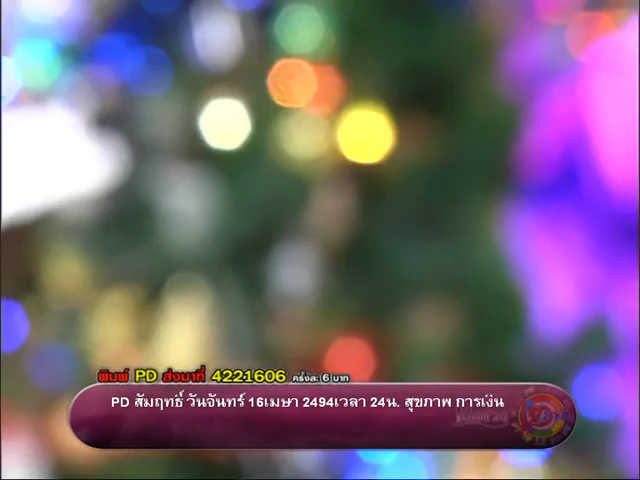 พิมพ์ PD ส่งมาที่ 4221606 ครั้งละ 6 บาท
PD สัมฤทธิ์ วันจันทร์ 16เมษา 2494เวลา 24น. สุขภาพ การเงิน